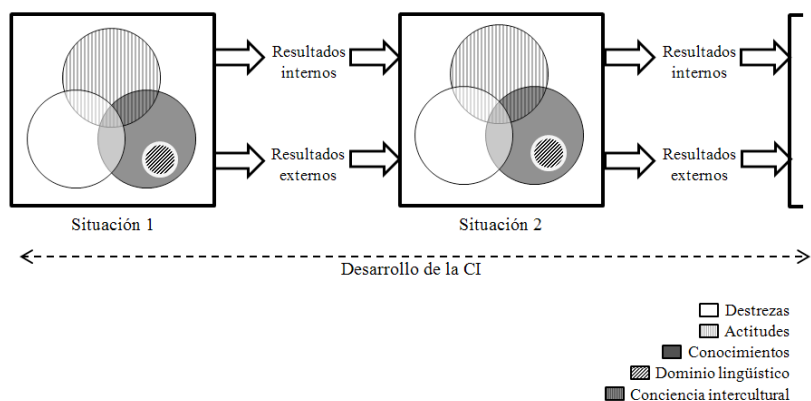 Resultados
internos
Resultados
internos
Resultados
externos
Resultados
externos
Situación 1
Situación 2
Desarrollo de la CI
Destrezas
Actitudes
Conocimientos
Dominio lingüístico
Conciencia intercultural